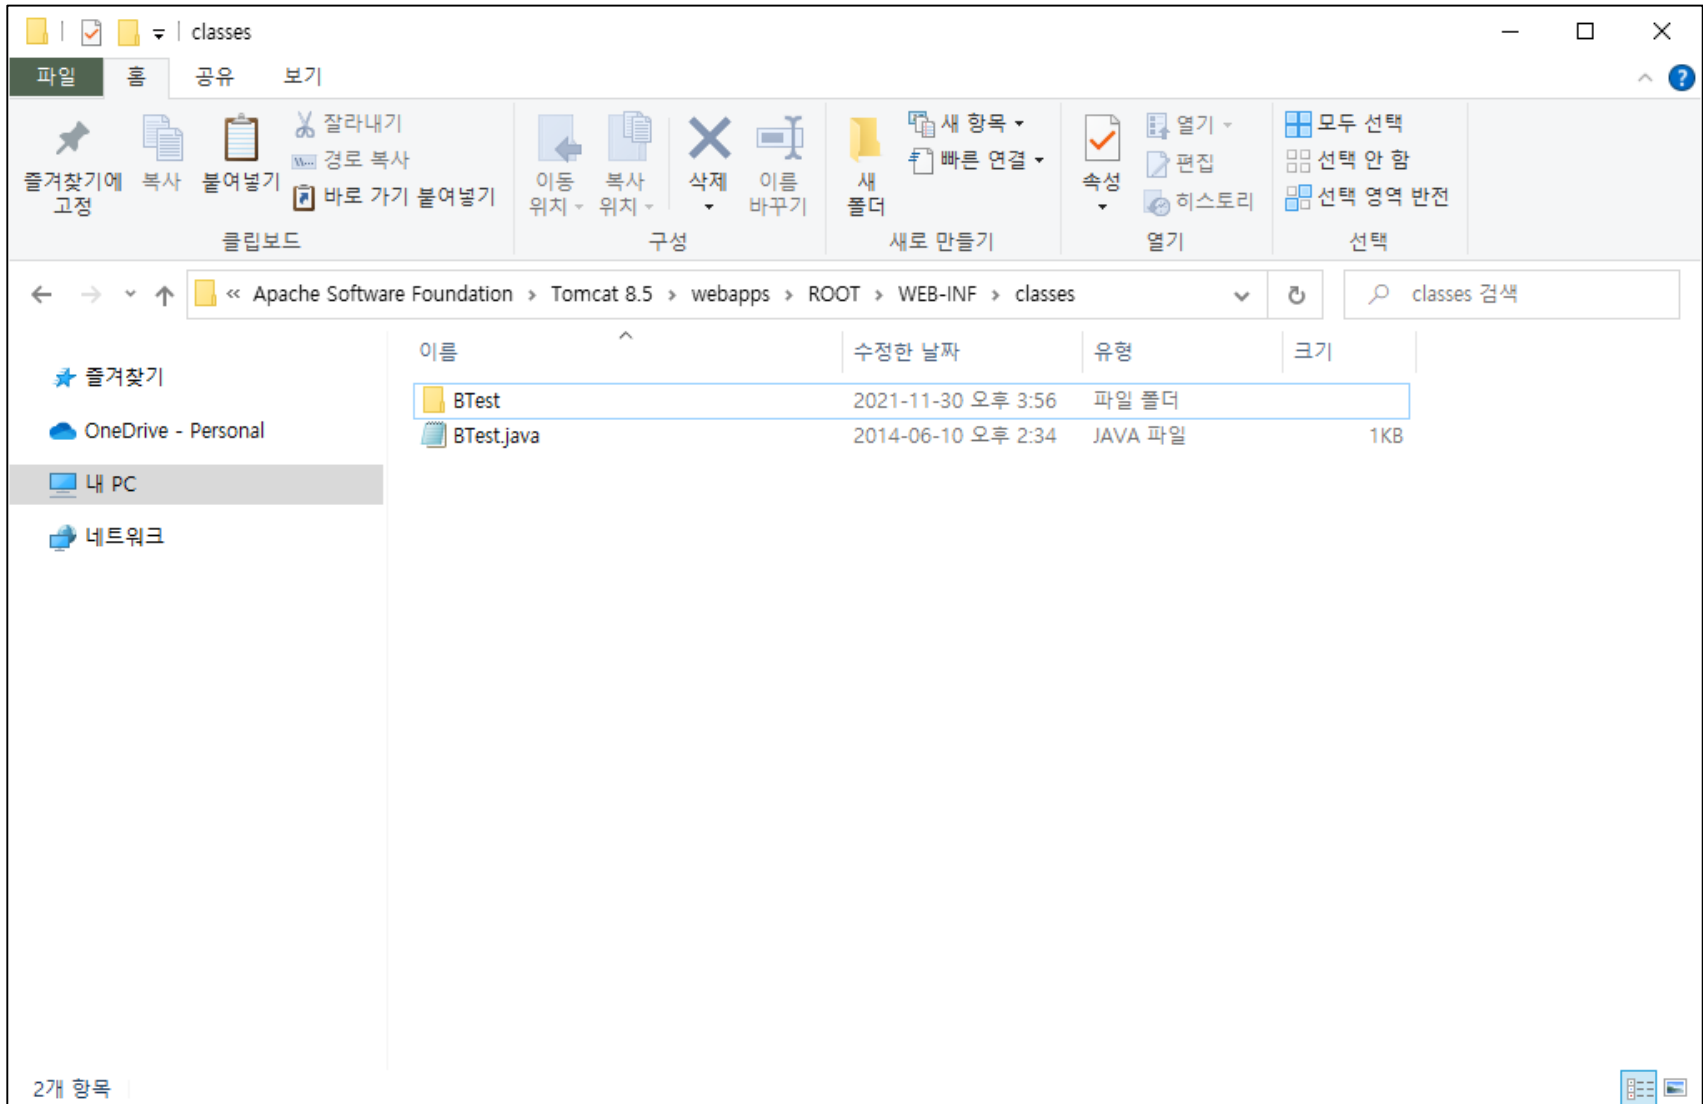 classes
파일 홈 공유 보기
즐겨찾기에 고정
복사
붙여넣기
잘라내기
경로 복사
바로 가기 붙여넣기
클립보드
이동 위치
복사 위치
삭제
이름 바꾸기
구성
새 폴더
새 항목
빠른 연결
새로 만들기
속성
열기
편집
히스토리
열기
모두 선택
선택 안 함
선택 영역 반전
선택
« Apache Software Foundation > Tomcat 8.5 > webapps > ROOT > WEB-INF > classes
classes 검색
즐겨찾기
OneDrive - Personal
내 PC
네트워크
이름 수정한 날짜 유형 크기
BTest 2021-11-30 오후 3:56 파일 폴더
BTest.java 2014-06-10 오후 2:34 JAVA 파일 1KB
2개 항목